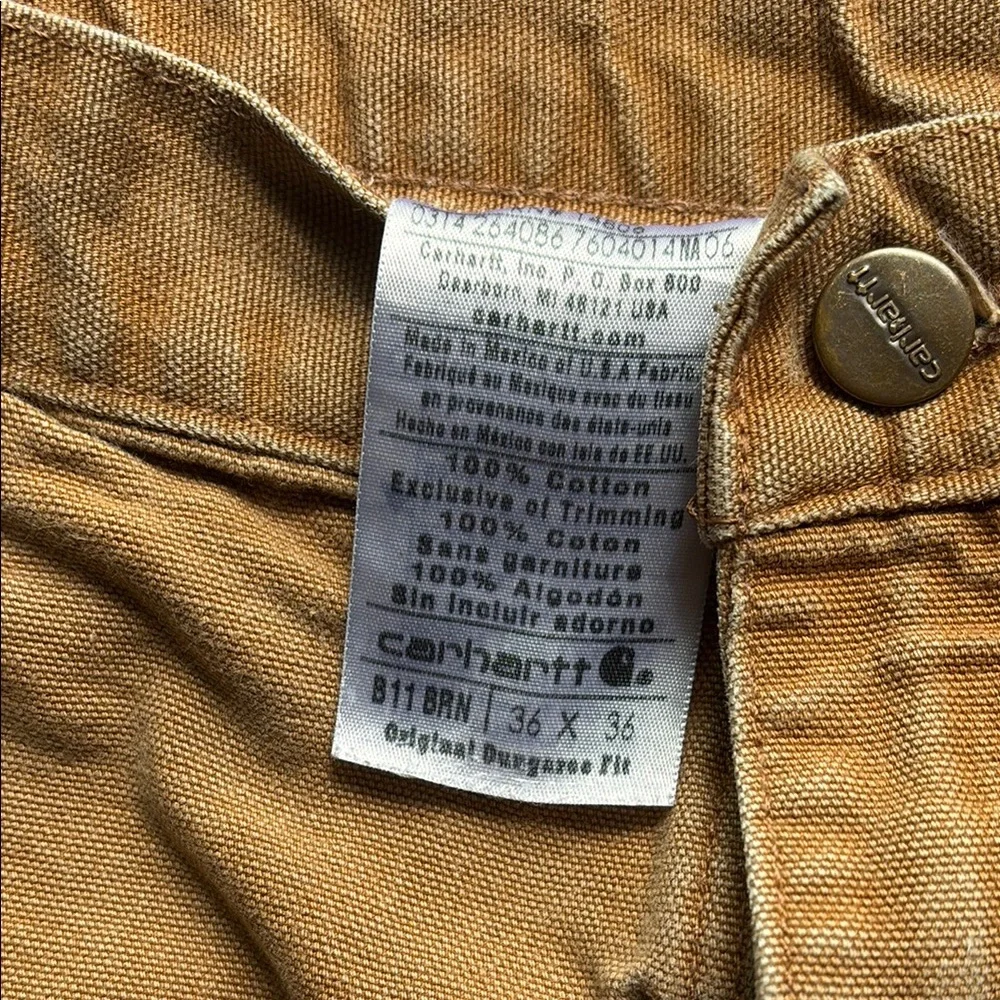 0314 264086 7604014NA06
Carhartt, Inc. P. O. Box 600
Dearborn, MI 48121 USA
carhartt.com
Made in Mexico of U S A Fabric
Fabriqué au Mexique avec du tissu
en provenance des états-unis
Hecho en México con tela de EE.UU.
100% Cotton
Exclusive of Trimming
100% Coton
Sans garniture
100% Algodón
Sin incluir adorno
carhartt
B11 BRN | 36 X 36
Original Dungaree Fit
carhartt